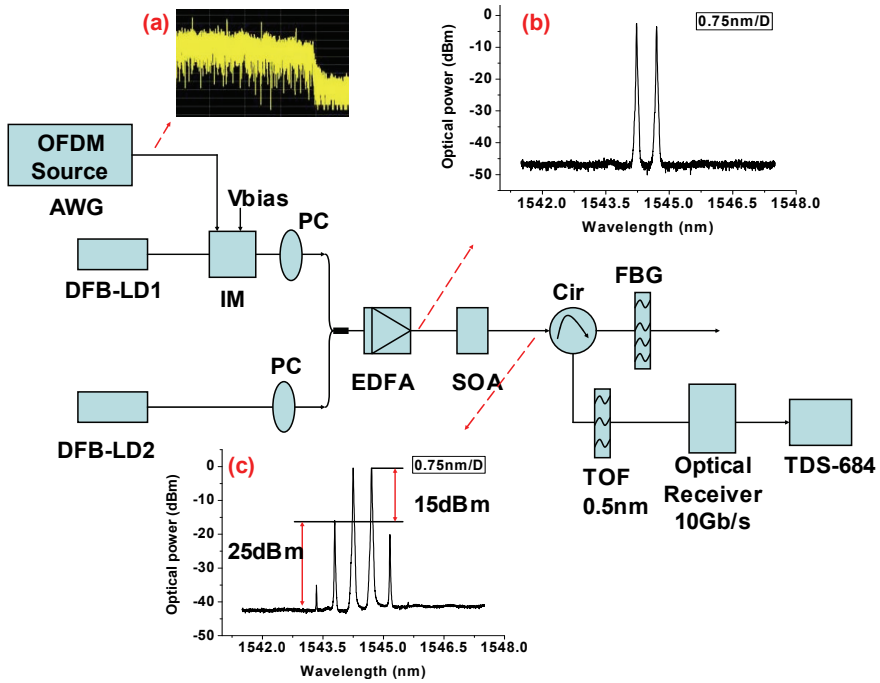 (a)
OFDM
Source
AWG
Vbias
PC
DFB-LD1
IM
PC
DFB-LD2
EDFA
SOA
Cir
FBG
TOF
0.5nm
Optical
Receiver
10Gb/s
TDS-684
(b)
0.75nm/D
Optical power (dBm)
0
-10
-20
-30
-40
-50
1542.0 1543.5 1545.0 1546.5 1548.0
Wavelength (nm)
(c)
0.75nm/D
15dBm
25dBm
Optical power (dBm)
0
-10
-20
-30
-40
-50
1542.0 1543.5 1545.0 1546.5 1548.0
Wavelength (nm)